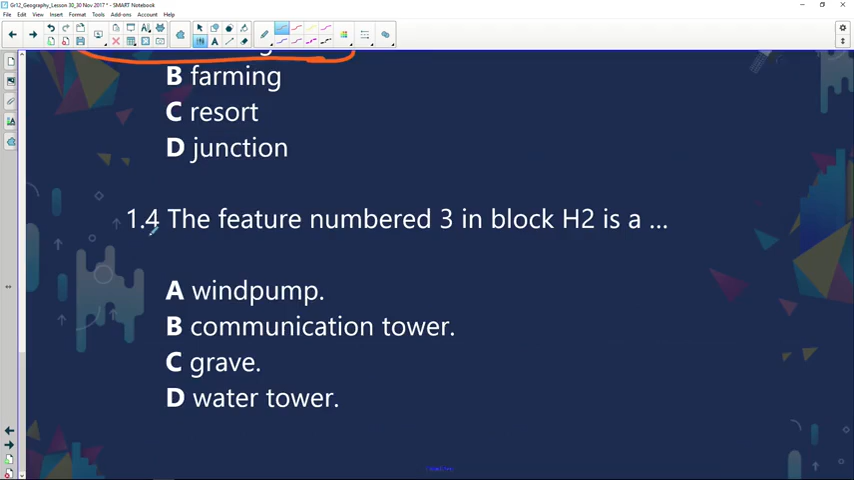 Gr12_Geography_Lesson 30_30 Nov 2017 * - SMART Notebook
File Edit View Insert Format Tools Add-ons Account Help
B farming
C resort
D junction
1.4 The feature numbered 3 in block H2 is a ...
A windpump.
B communication tower.
C grave.
D water tower.